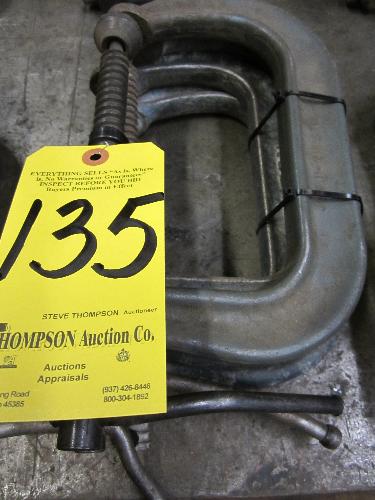 EVERYTHING SELLS "As Is, Where
Is, No Warranties or Guarantees"
INSPECT BEFORE YOU BID!
Buyers Premium in Effect
135
STEVE THOMPSON Auctioneer
HOMPSON Auction Co.
Auctions
Appraisals
(937) 426-8446
800-304-1892
ng Road
45385